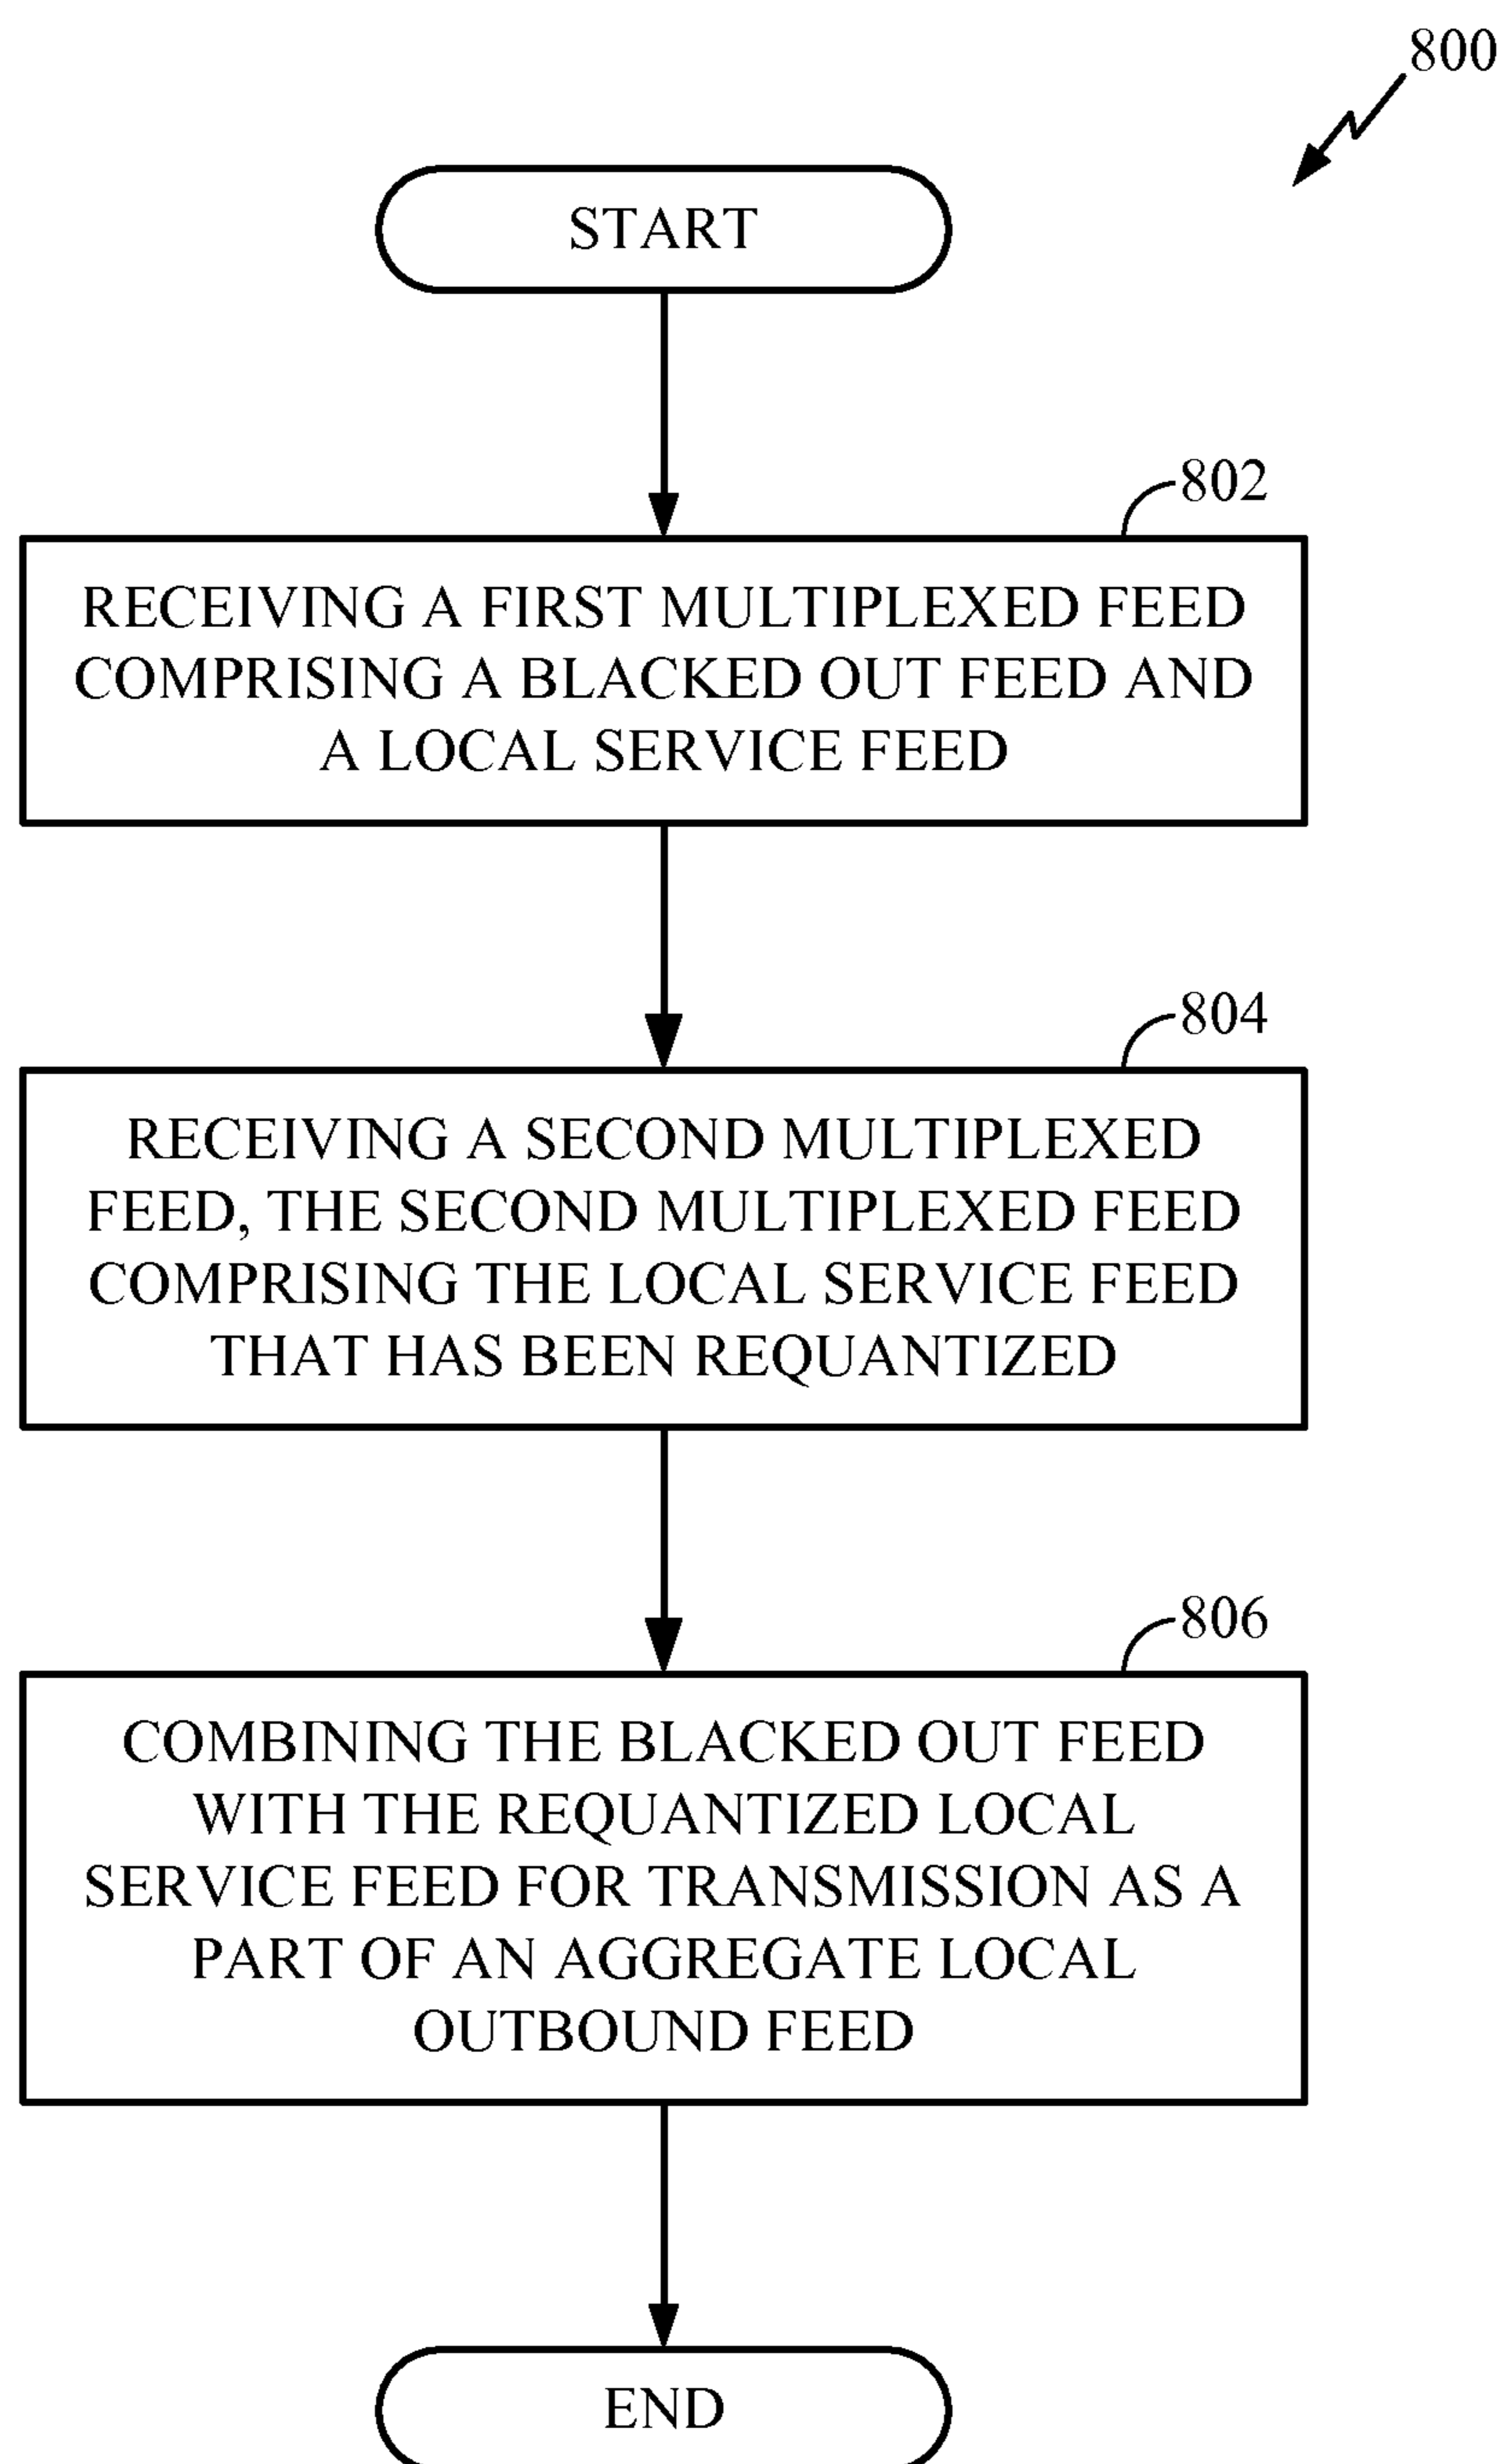 800
START
802
RECEIVING A FIRST MULTIPLEXED FEED
COMPRISING A BLACKED OUT FEED AND
A LOCAL SERVICE FEED
804
RECEIVING A SECOND MULTIPLEXED
FEED, THE SECOND MULTIPLEXED FEED
COMPRISING THE LOCAL SERVICE FEED
THAT HAS BEEN REQUANTIZED
806
COMBINING THE BLACKED OUT FEED
WITH THE REQUANTIZED LOCAL
SERVICE FEED FOR TRANSMISSION AS A
PART OF AN AGGREGATE LOCAL
OUTBOUND FEED
END